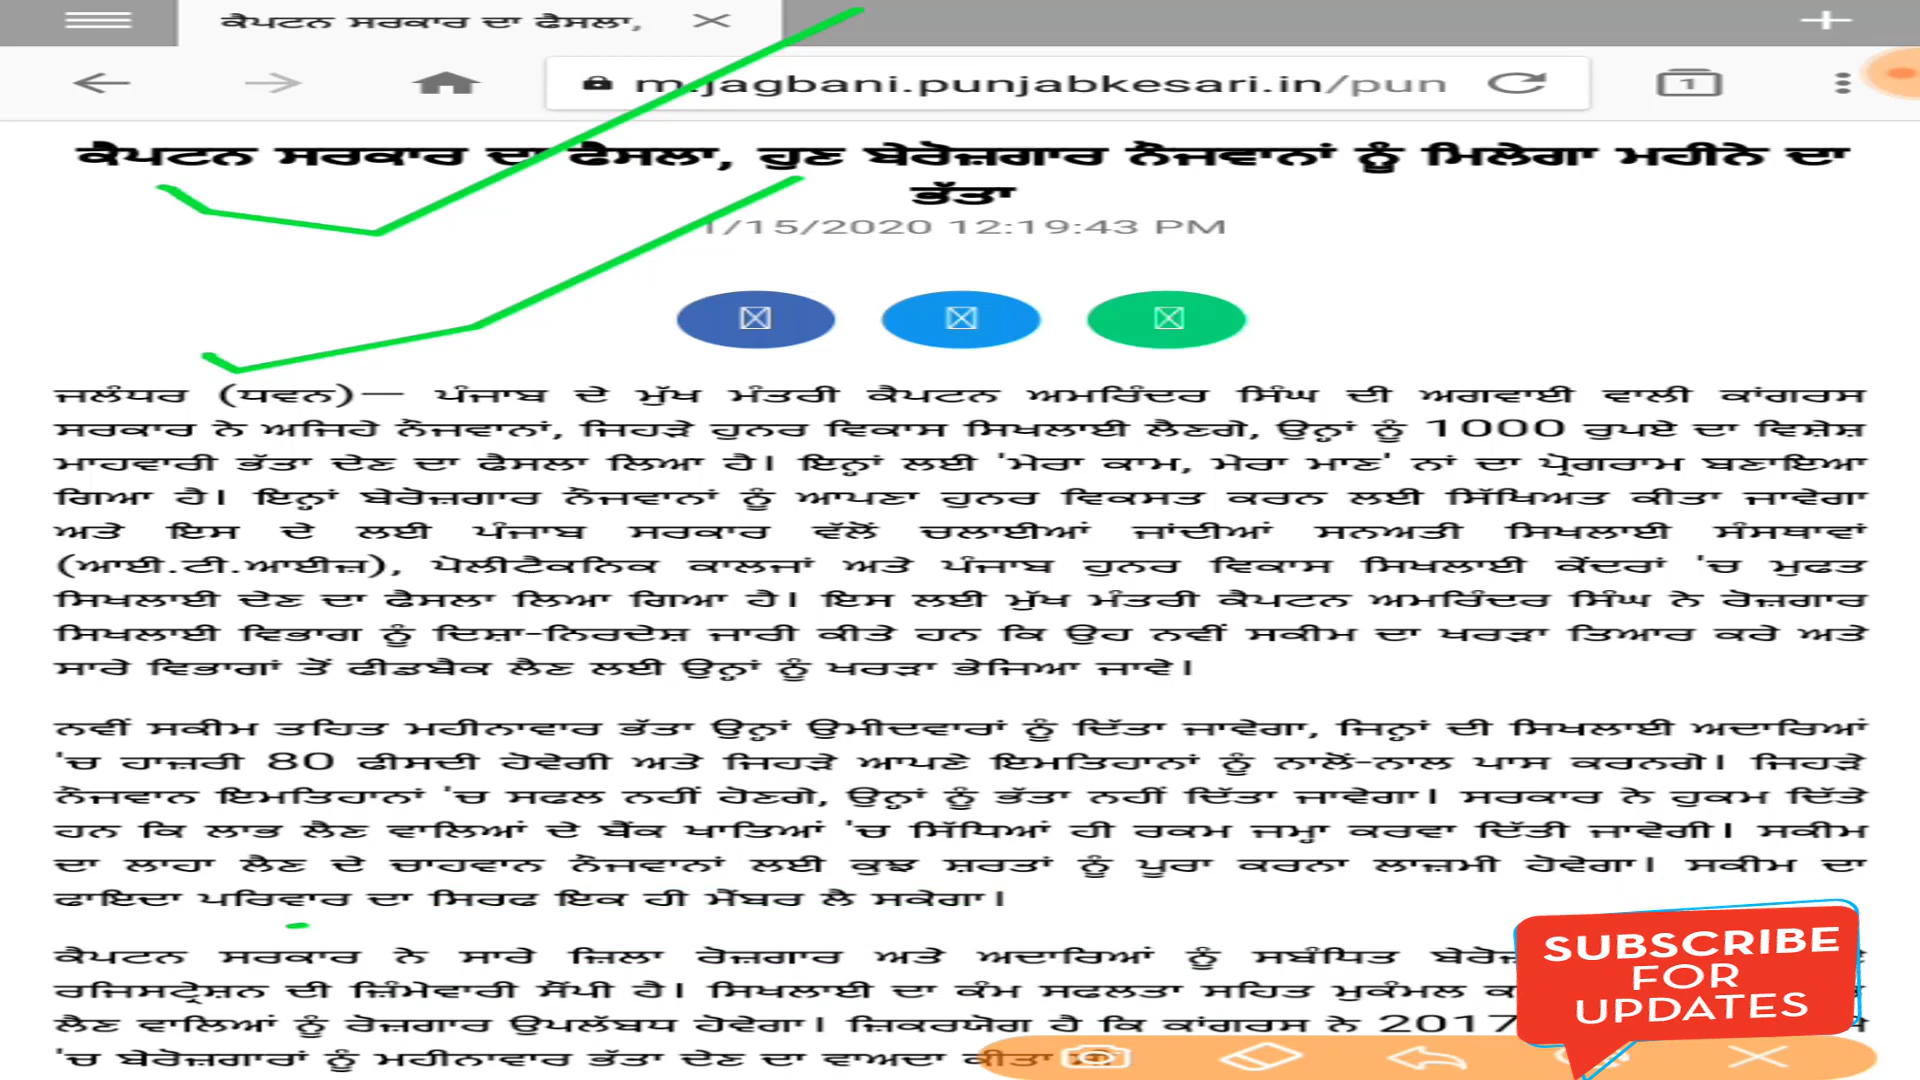 ਕੈਪਟਨ ਸਰਕਾਰ ਦਾ ਫੈਸਲਾ,
m.jagbani.punjabkesari.in/pun
1
ਕੈਪਟਨ ਸਰਕਾਰ ਦਾ ਫੈਸਲਾ, ਹੁਣ ਬੇਰੋਜ਼ਗਾਰ ਨੌਜਵਾਨਾਂ ਨੂੰ ਮਿਲੇਗਾ ਮਹੀਨੇ ਦਾ
ਭੱਤਾ
1/15/2020 12:19:43 PM
ਜਲੰਧਰ (ਧਵਨ)— ਪੰਜਾਬ ਦੇ ਮੁੱਖ ਮੰਤਰੀ ਕੈਪਟਨ ਅਮਰਿੰਦਰ ਸਿੰਘ ਦੀ ਅਗਵਾਈ ਵਾਲੀ ਕਾਂਗਰਸ
ਸਰਕਾਰ ਨੇ ਅਜਿਹੇ ਨੌਜਵਾਨਾਂ, ਜਿਹੜੇ ਹੁਨਰ ਵਿਕਾਸ ਸਿਖਲਾਈ ਲੈਣਗੇ, ਉਨ੍ਹਾਂ ਨੂੰ 1000 ਰੁਪਏ ਦਾ ਵਿਸ਼ੇਸ਼
ਮਾਹਵਾਰੀ ਭੱਤਾ ਦੇਣ ਦਾ ਫੈਸਲਾ ਲਿਆ ਹੈ। ਇਨ੍ਹਾਂ ਲਈ 'ਮੇਰਾ ਕਾਮ, ਮੇਰਾ ਮਾਣ' ਨਾਂ ਦਾ ਪ੍ਰੋਗਰਾਮ ਬਣਾਇਆ
ਗਿਆ ਹੈ। ਇਨ੍ਹਾਂ ਬੇਰੋਜ਼ਗਾਰ ਨੌਜਵਾਨਾਂ ਨੂੰ ਆਪਣਾ ਹੁਨਰ ਵਿਕਸਤ ਕਰਨ ਲਈ ਸਿੱਖਿਅਤ ਕੀਤਾ ਜਾਵੇਗਾ
ਅਤੇ ਇਸ ਦੇ ਲਈ ਪੰਜਾਬ ਸਰਕਾਰ ਵੱਲੋਂ ਚਲਾਈਆਂ ਜਾਂਦੀਆਂ ਸਨਅਤੀ ਸਿਖਲਾਈ ਸੰਸਥਾਵਾਂ
(ਆਈ.ਟੀ.ਆਈਜ਼), ਪੋਲੀਟੈਕਨਿਕ ਕਾਲਜਾਂ ਅਤੇ ਪੰਜਾਬ ਹੁਨਰ ਵਿਕਾਸ ਸਿਖਲਾਈ ਕੇਂਦਰਾਂ 'ਚ ਮੁਫਤ
ਸਿਖਲਾਈ ਦੇਣ ਦਾ ਫੈਸਲਾ ਲਿਆ ਗਿਆ ਹੈ। ਇਸ ਲਈ ਮੁੱਖ ਮੰਤਰੀ ਕੈਪਟਨ ਅਮਰਿੰਦਰ ਸਿੰਘ ਨੇ ਰੋਜ਼ਗਾਰ
ਸਿਖਲਾਈ ਵਿਭਾਗ ਨੂੰ ਦਿਸ਼ਾ-ਨਿਰਦੇਸ਼ ਜਾਰੀ ਕੀਤੇ ਹਨ ਕਿ ਉਹ ਨਵੀਂ ਸਕੀਮ ਦਾ ਖਰੜਾ ਤਿਆਰ ਕਰੇ ਅਤੇ
ਸਾਰੇ ਵਿਭਾਗਾਂ ਤੋਂ ਫੀਡਬੈਕ ਲੈਣ ਲਈ ਉਨ੍ਹਾਂ ਨੂੰ ਖਰੜਾ ਭੇਜਿਆ ਜਾਵੇ।
ਨਵੀਂ ਸਕੀਮ ਤਹਿਤ ਮਹੀਨਾਵਾਰ ਭੱਤਾ ਉਨ੍ਹਾਂ ਉਮੀਦਵਾਰਾਂ ਨੂੰ ਦਿੱਤਾ ਜਾਵੇਗਾ, ਜਿਨ੍ਹਾਂ ਦੀ ਸਿਖਲਾਈ ਅਦਾਰਿਆਂ
'ਚ ਹਾਜ਼ਰੀ 80 ਫੀਸਦੀ ਹੋਵੇਗੀ ਅਤੇ ਜਿਹੜੇ ਆਪਣੇ ਇਮਤਿਹਾਨਾਂ ਨੂੰ ਨਾਲੋਂ-ਨਾਲ ਪਾਸ ਕਰਨਗੇ। ਜਿਹੜੇ
ਨੌਜਵਾਨ ਇਮਤਿਹਾਨਾਂ 'ਚ ਸਫਲ ਨਹੀਂ ਹੋਣਗੇ, ਉਨ੍ਹਾਂ ਨੂੰ ਭੱਤਾ ਨਹੀਂ ਦਿੱਤਾ ਜਾਵੇਗਾ। ਸਰਕਾਰ ਨੇ ਹੁਕਮ ਦਿੱਤੇ
ਹਨ ਕਿ ਲਾਭ ਲੈਣ ਵਾਲਿਆਂ ਦੇ ਬੈਂਕ ਖਾਤਿਆਂ 'ਚ ਸਿੱਧਿਆਂ ਹੀ ਰਕਮ ਜਮ੍ਹਾ ਕਰਵਾ ਦਿੱਤੀ ਜਾਵੇਗੀ। ਸਕੀਮ
ਦਾ ਲਾਹਾ ਲੈਣ ਦੇ ਚਾਹਵਾਨ ਨੌਜਵਾਨਾਂ ਲਈ ਕੁਝ ਸ਼ਰਤਾਂ ਨੂੰ ਪੂਰਾ ਕਰਨਾ ਲਾਜ਼ਮੀ ਹੋਵੇਗਾ। ਸਕੀਮ ਦਾ
ਫਾਇਦਾ ਪਰਿਵਾਰ ਦਾ ਸਿਰਫ ਇਕ ਹੀ ਮੈਂਬਰ ਲੈ ਸਕੇਗਾ।
ਕੈਪਟਨ ਸਰਕਾਰ ਨੇ ਸਾਰੇ ਜ਼ਿਲਾ ਰੋਜ਼ਗਾਰ ਅਤੇ ਅਦਾਰਿਆਂ ਨੂੰ ਸਬੰਧਿਤ
ਰਜਿਸਟ੍ਰੇਸ਼ਨ ਦੀ ਜ਼ਿੰਮੇਵਾਰੀ ਸੌਂਪੀ ਹੈ। ਸਿਖਲਾਈ ਦਾ ਕੰਮ ਸਫਲਤਾ ਸਹਿਤ ਮੁਕੰਮਲ
ਲੈਣ ਵਾਲਿਆਂ ਨੂੰ ਰੋਜ਼ਗਾਰ ਉਪਲੱਬਧ ਹੋਵੇਗਾ। ਜ਼ਿਕਰਯੋਗ ਹੈ ਕਿ ਕਾਂਗਰਸ ਨੇ 2017
'ਚ ਬੇਰੋਜ਼ਗਾਰਾਂ ਨੂੰ ਮਹੀਨਾਵਾਰ ਭੱਤਾ ਦੇਣ ਦਾ ਵਾਅਦਾ ਕੀਤਾ
SUBSCRIBE
FOR
UPDATES